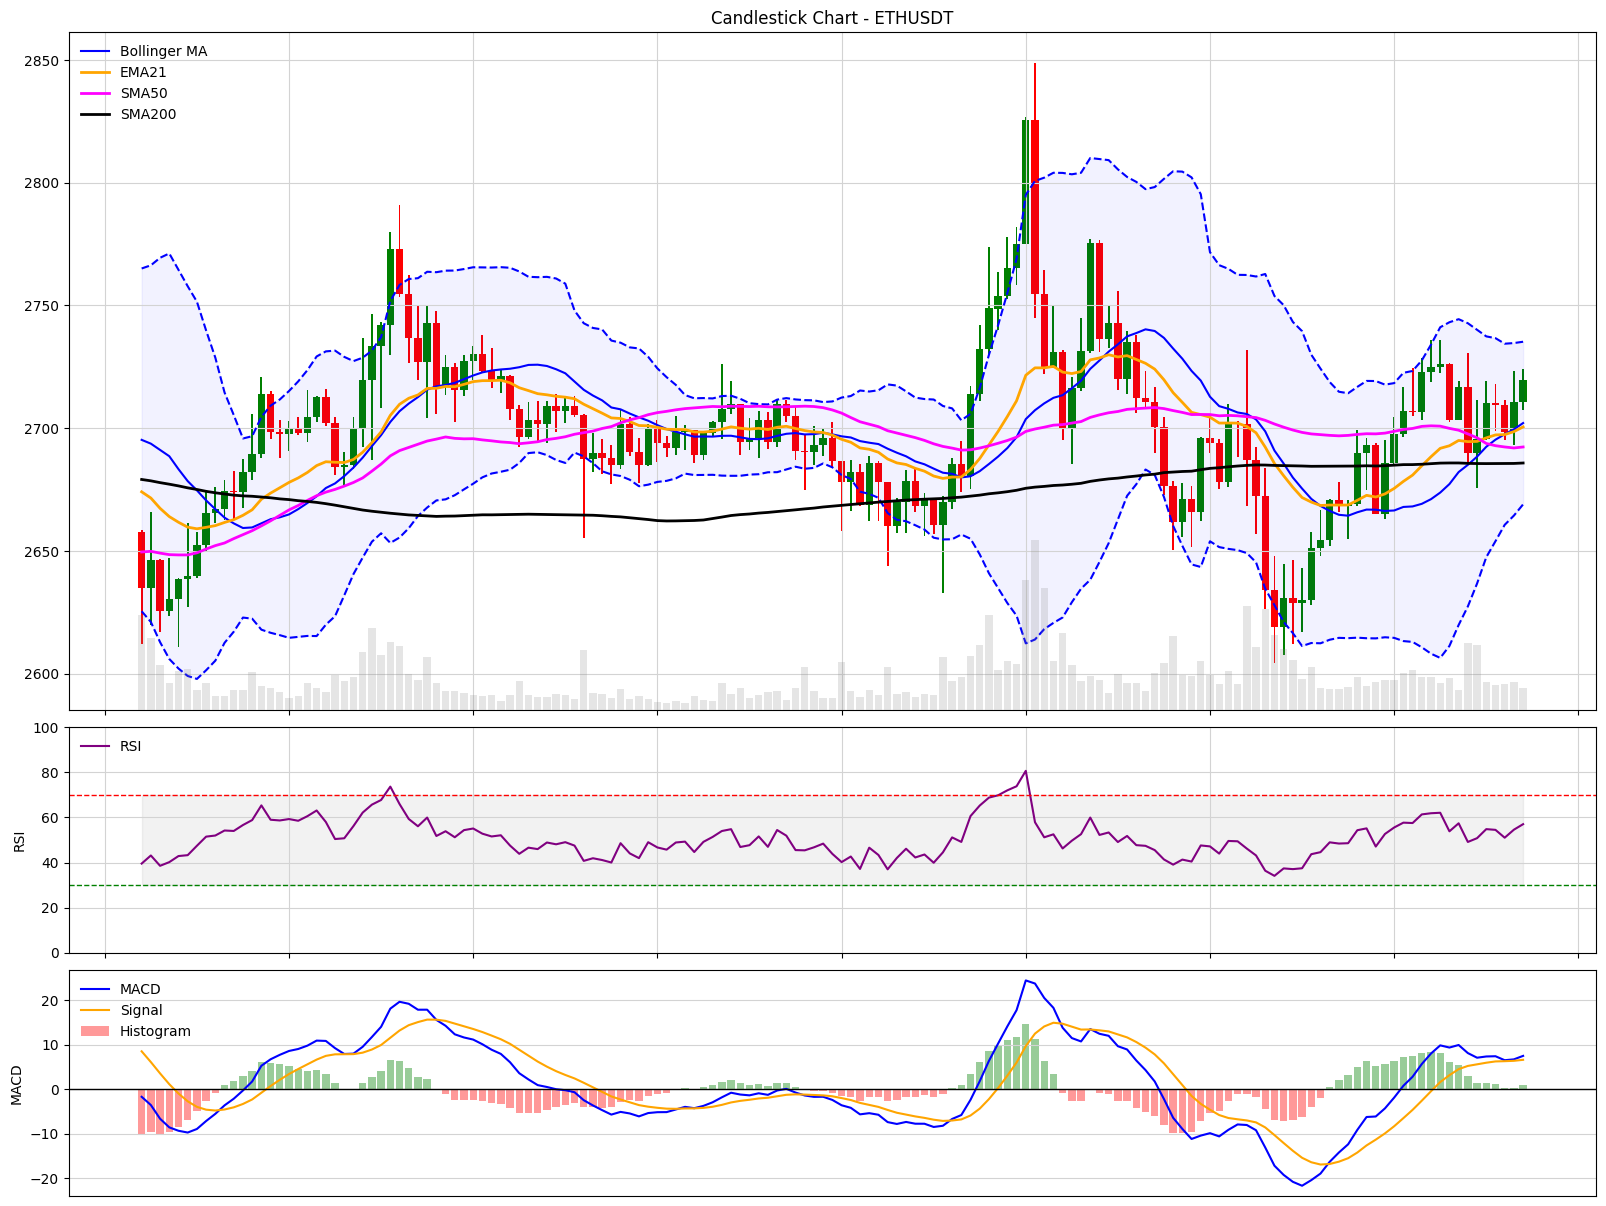 Candlestick Chart - ETHUSDT
Bollinger MA
EMA21
SMA50
SMA200
2850
2800
2750
2700
2650
2600
RSI
RSI
100
80
60
40
20
0
MACD
Signal
Histogram
MACD
20
10
0
−10
−20